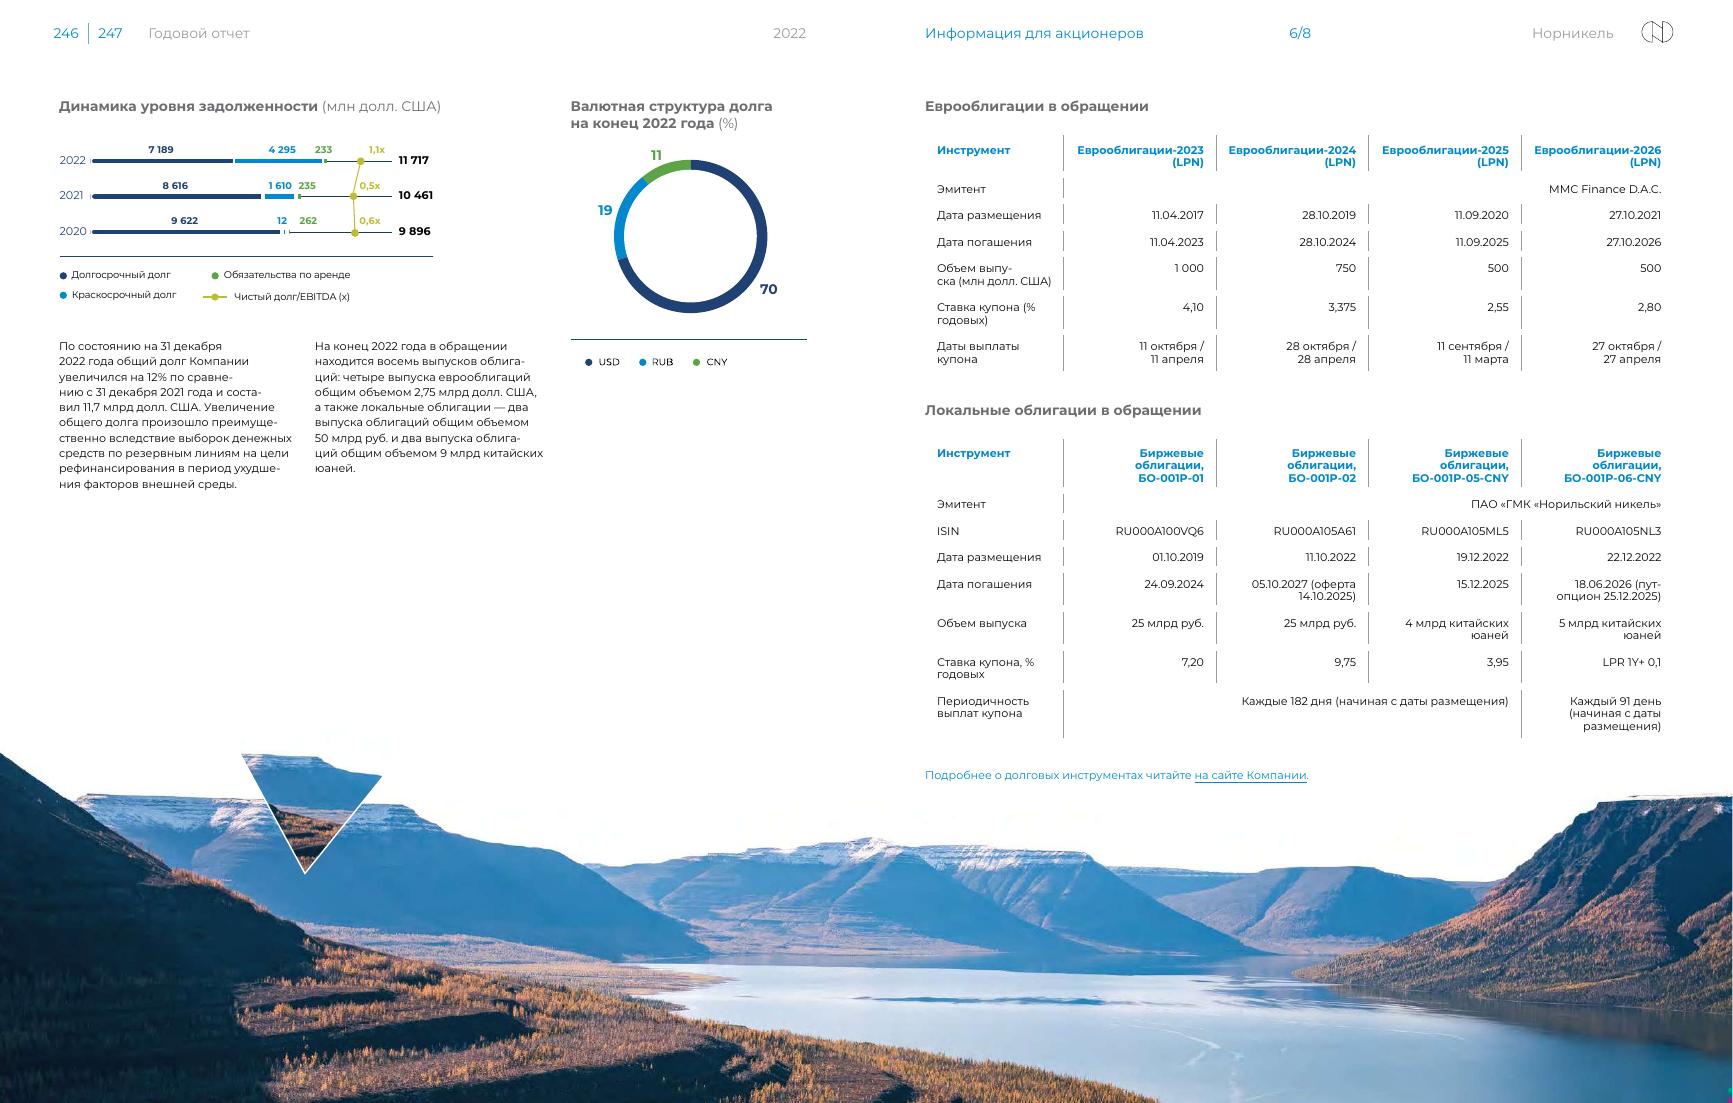 246 247 Годовой отчет 2022
Информация для акционеров 6/8 Норникель
Динамика уровня задолженности (млн долл. США)
7 189 4 295 233 1,1x
2022 11 717
8 616 1 610 235 0,5x
2021 10 461
9 622 12 262 0,6x
2020 9 896
Долгосрочный долг Обязательства по аренде
Краскосрочный долг Чистый долг/EBITDA (x)
Валютная структура долга
на конец 2022 года (%)
11
19
70
USD RUB CNY
По состоянию на 31 декабря
2022 года общий долг Компании
увеличился на 12% по сравне-
нию с 31 декабря 2021 года и соста-
вил 11,7 млрд долл. США. Увеличение
общего долга произошло преимуще-
ственно вследствие выборок денежных
средств по резервным линиям на цели
рефинансирования в период ухудше-
ния факторов внешней среды.
На конец 2022 года в обращении
находится восемь выпусков облига-
ций: четыре выпуска еврооблигаций
общим объемом 2,75 млрд долл. США,
а также локальные облигации — два
выпуска облигаций общим объемом
50 млрд руб. и два выпуска облига-
ций общим объемом 9 млрд китайских
юаней.
Еврооблигации в обращении
Инструмент Еврооблигации-2023 Еврооблигации-2024 Еврооблигации-2025 Еврооблигации-2026
(LPN) (LPN) (LPN) (LPN)
Эмитент MMC Finance D.A.C.
Дата размещения 11.04.2017 28.10.2019 11.09.2020 27.10.2021
Дата погашения 11.04.2023 28.10.2024 11.09.2025 27.10.2026
Объем выпу- 1 000 750 500 500
ска (млн долл. США)
Ставка купона (% 4,10 3,375 2,55 2,80
годовых)
Даты выплаты 11 октября / 28 октября / 11 сентября / 27 октября /
купона 11 апреля 28 апреля 11 марта 27 апреля
Локальные облигации в обращении
Инструмент Биржевые Биржевые Биржевые Биржевые
облигации, облигации, облигации, облигации,
БО-001Р-01 БО-001Р-02 БО-001Р-05-CNY БО-001Р-06-CNY
Эмитент ПАО «ГМК «Норильский никель»
ISIN RU000A100VQ6 RU000A105A61 RU000A105ML5 RU000A105NL3
Дата размещения 01.10.2019 11.10.2022 19.12.2022 22.12.2022
Дата погашения 24.09.2024 05.10.2027 (оферта 15.12.2025 18.06.2026 (пут-
14.10.2025) опцион 25.12.2025)
Объем выпуска 25 млрд руб. 25 млрд руб. 4 млрд китайских 5 млрд китайских
юаней юаней
Ставка купона, % 7,20 9,75 3,95 LPR 1Y+ 0,1
годовых
Периодичность Каждые 182 дня (начиная с даты размещения) Каждый 91 день
выплат купона (начиная с даты
размещения)
Подробнее о долговых инструментах читайте на сайте Компании.